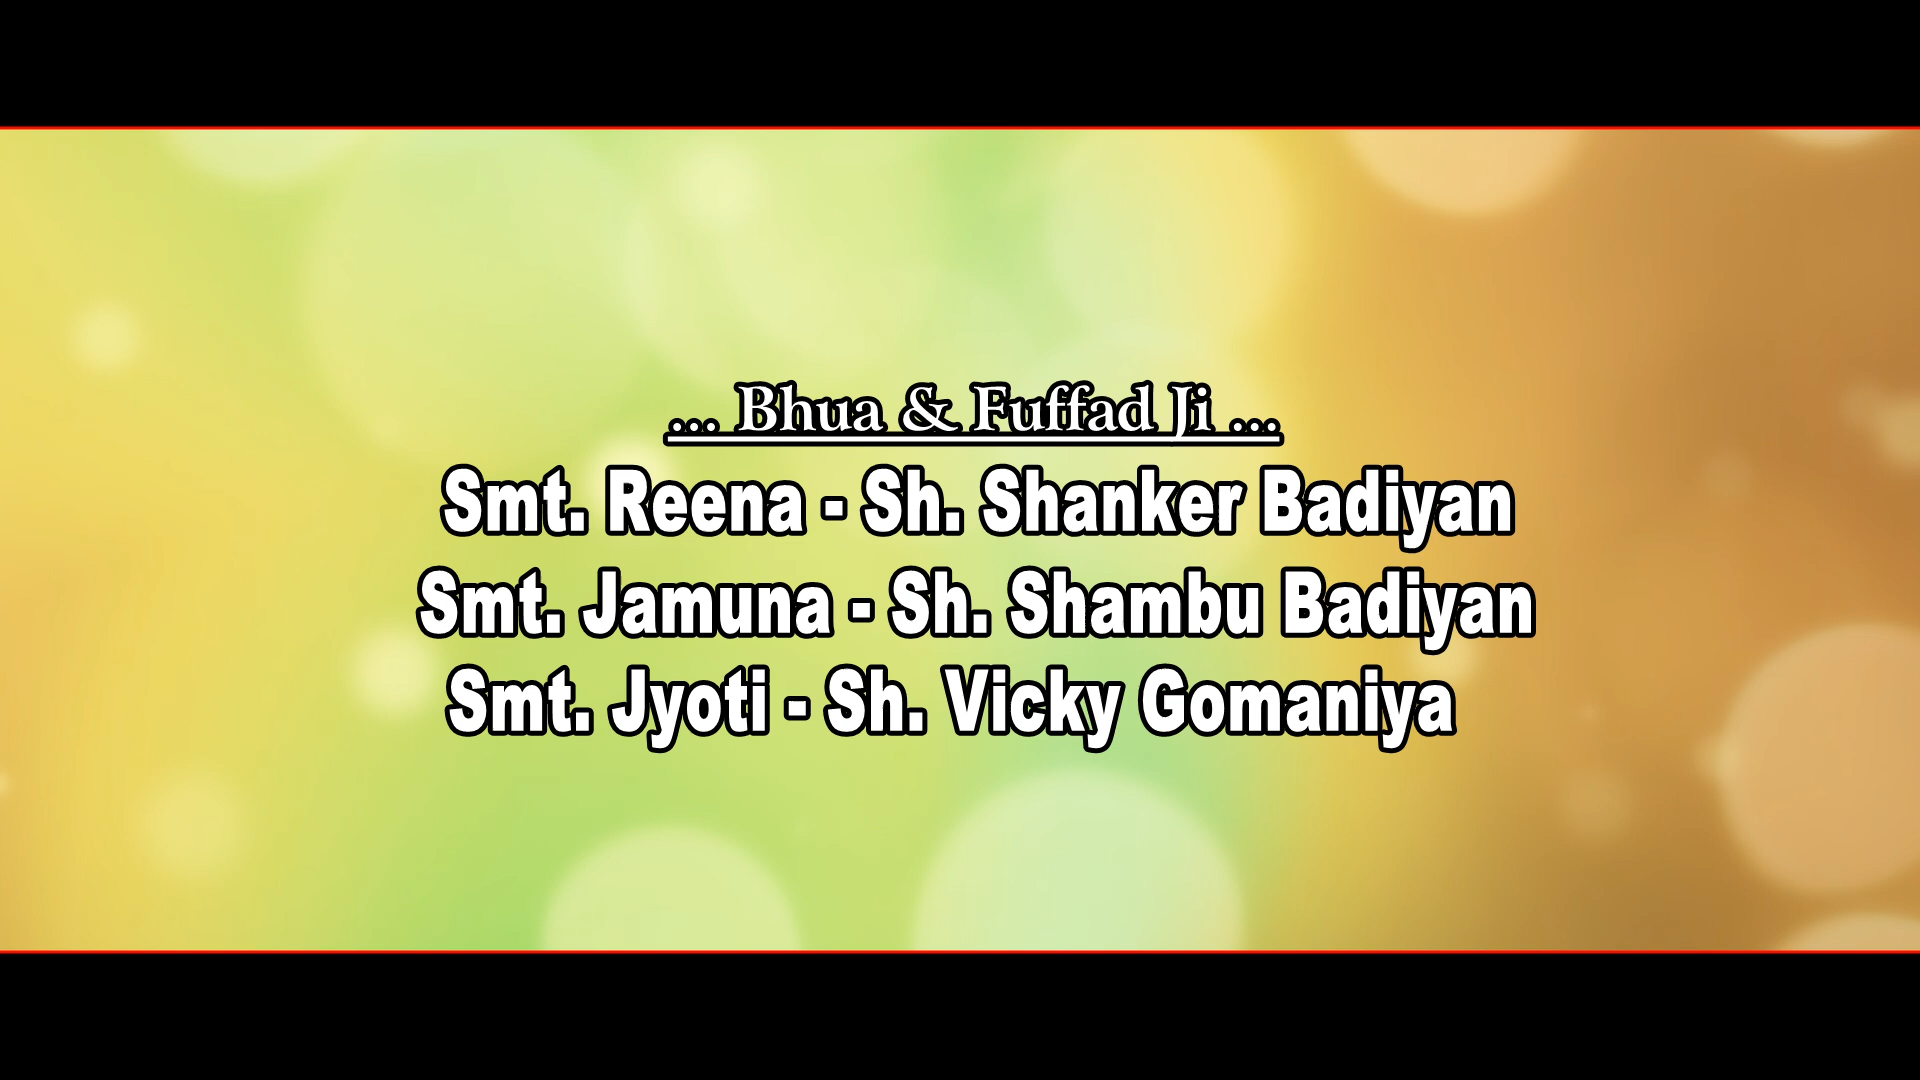 ... Bhua & Fuffad Ji ...
Smt. Reena - Sh. Shanker Badiyan
Smt. Jamuna - Sh. Shambu Badiyan
Smt. Jyoti - Sh. Vicky Gomaniya